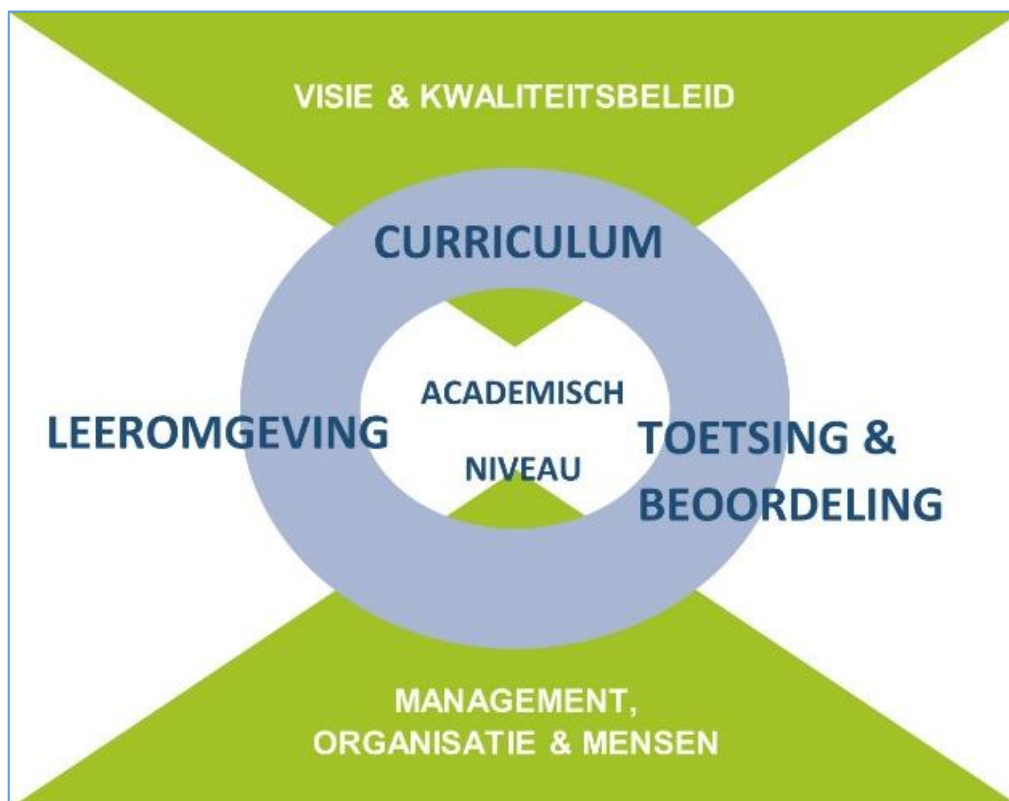 VISIE & KWALITEITSBELEID
CURRICULUM
ACADEMISCH
NIVEAU
LEEROMGEVING
TOETSING &
BEOORDELING
MANAGEMENT,
ORGANISATIE & MENSEN